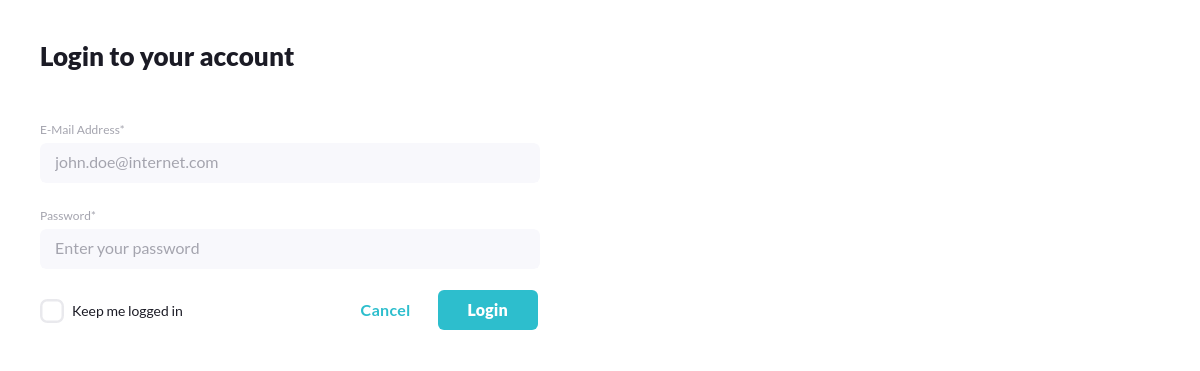 Login to your account
E-Mail Address*
john.doe@internet.com
Password*
Enter your password
Keep me logged in Cancel Login